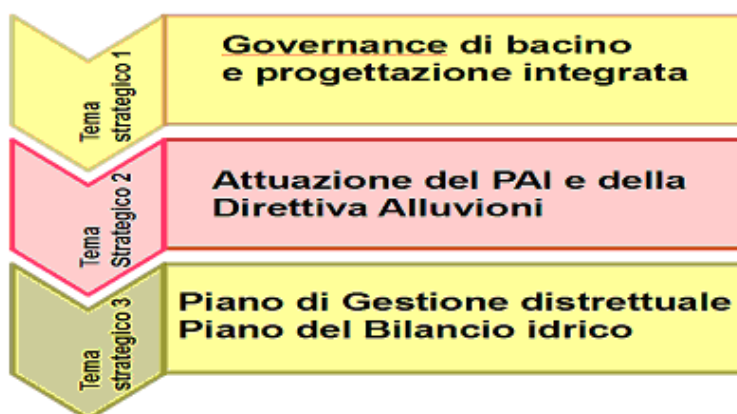 Tema
strategico 1
Governance di bacino
e progettazione integrata
Tema
Strategico 2
Attuazione del PAI e della
Direttiva Alluvioni
Tema
strategico 3
Piano di Gestione distrettuale
Piano del Bilancio idrico